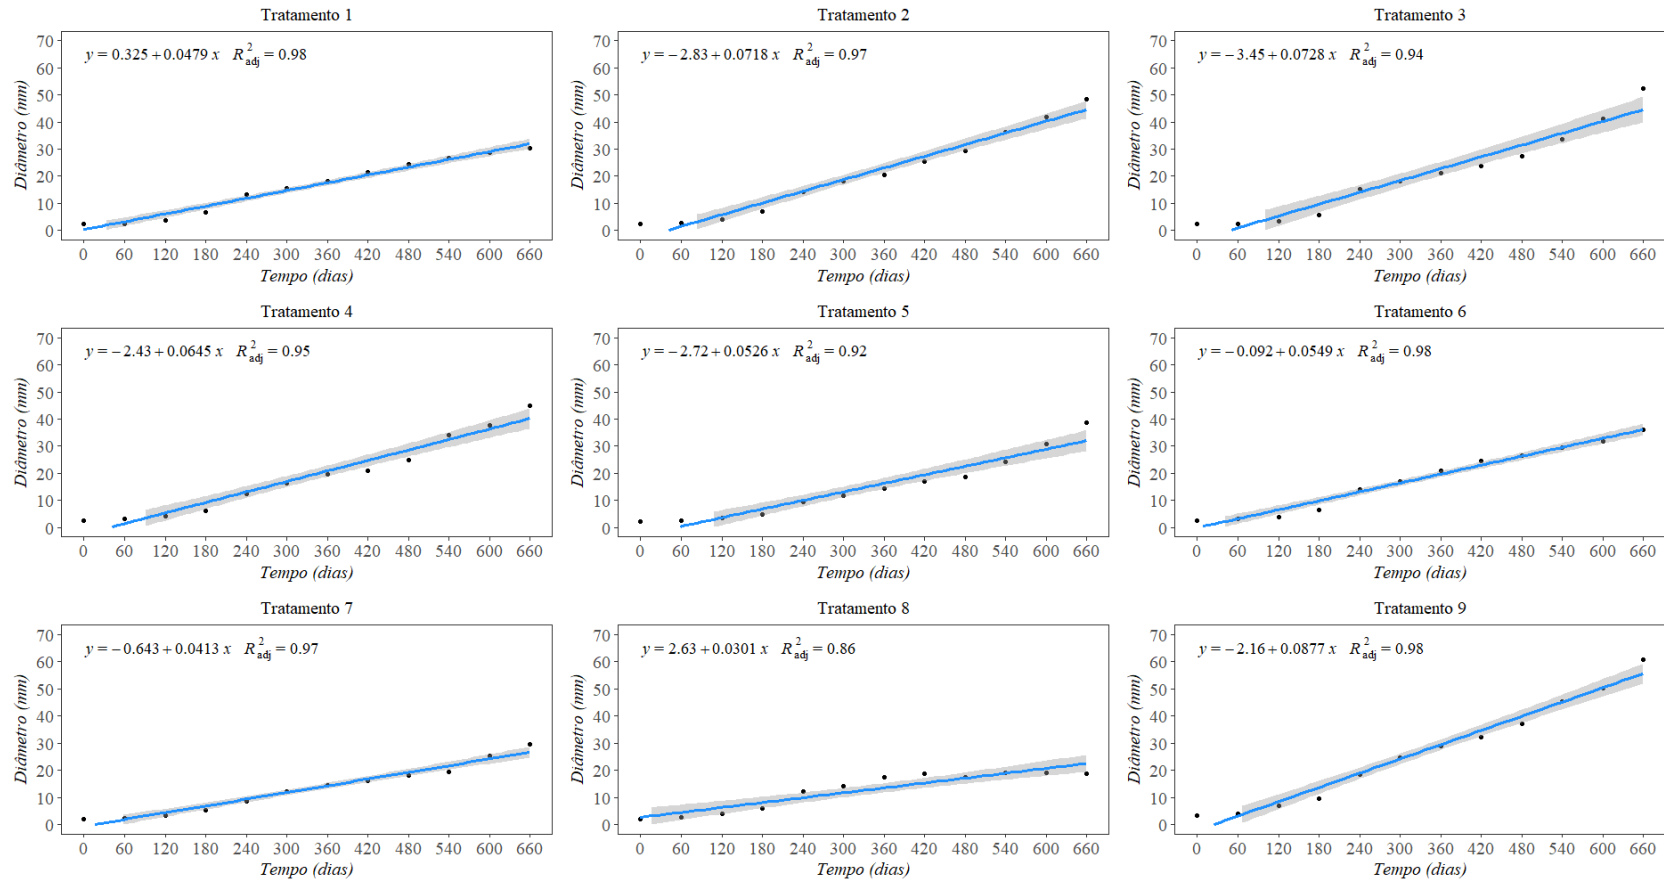 Tratamento 1
y = 0.325 + 0.0479 x R²adj = 0.98
Diâmetro (mm)
70
60
50
40
30
20
10
0
0 60 120 180 240 300 360 420 480 540 600 660
Tempo (dias)
Tratamento 2
y = −2.83 + 0.0718 x R²adj = 0.97
Diâmetro (mm)
70
60
50
40
30
20
10
0
0 60 120 180 240 300 360 420 480 540 600 660
Tempo (dias)
Tratamento 3
y = −3.45 + 0.0728 x R²adj = 0.94
Diâmetro (mm)
70
60
50
40
30
20
10
0
0 60 120 180 240 300 360 420 480 540 600 660
Tempo (dias)
Tratamento 4
y = −2.43 + 0.0645 x R²adj = 0.95
Diâmetro (mm)
70
60
50
40
30
20
10
0
0 60 120 180 240 300 360 420 480 540 600 660
Tempo (dias)
Tratamento 5
y = −2.72 + 0.0526 x R²adj = 0.92
Diâmetro (mm)
70
60
50
40
30
20
10
0
0 60 120 180 240 300 360 420 480 540 600 660
Tempo (dias)
Tratamento 6
y = −0.092 + 0.0549 x R²adj = 0.98
Diâmetro (mm)
70
60
50
40
30
20
10
0
0 60 120 180 240 300 360 420 480 540 600 660
Tempo (dias)
Tratamento 7
y = −0.643 + 0.0413 x R²adj = 0.97
Diâmetro (mm)
70
60
50
40
30
20
10
0
0 60 120 180 240 300 360 420 480 540 600 660
Tempo (dias)
Tratamento 8
y = 2.63 + 0.0301 x R²adj = 0.86
Diâmetro (mm)
70
60
50
40
30
20
10
0
0 60 120 180 240 300 360 420 480 540 600 660
Tempo (dias)
Tratamento 9
y = −2.16 + 0.0877 x R²adj = 0.98
Diâmetro (mm)
70
60
50
40
30
20
10
0
0 60 120 180 240 300 360 420 480 540 600 660
Tempo (dias)